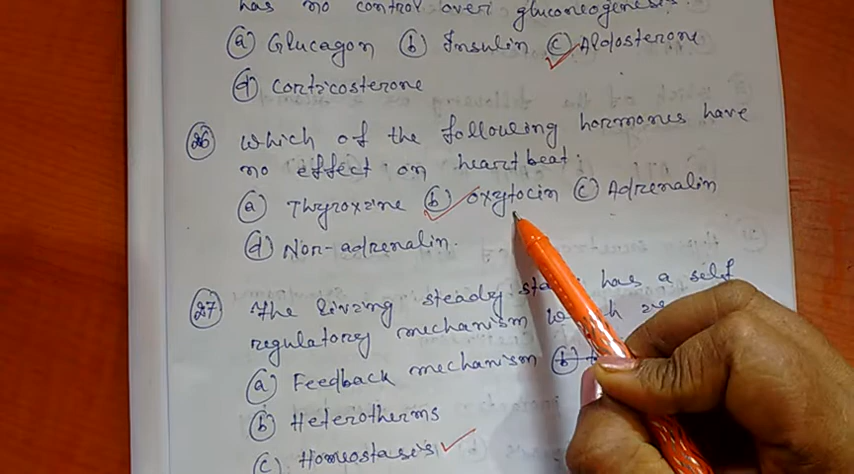 has no control over gluconeogenesis.
(a) Glucagon (b) Insulin (c) Aldosterone
(d) Corticosterone
(26) Which of the following hormones have
no effect on heart beat.
(a) Thyroxine (b) Oxytocin (c) Adrenalin
(d) Non-adrenalin.
(27) The living steady has a self
regulatory mechanism
(a) Feedback mechanism (b)
(b) Heterotherms
(c) Homeostasis